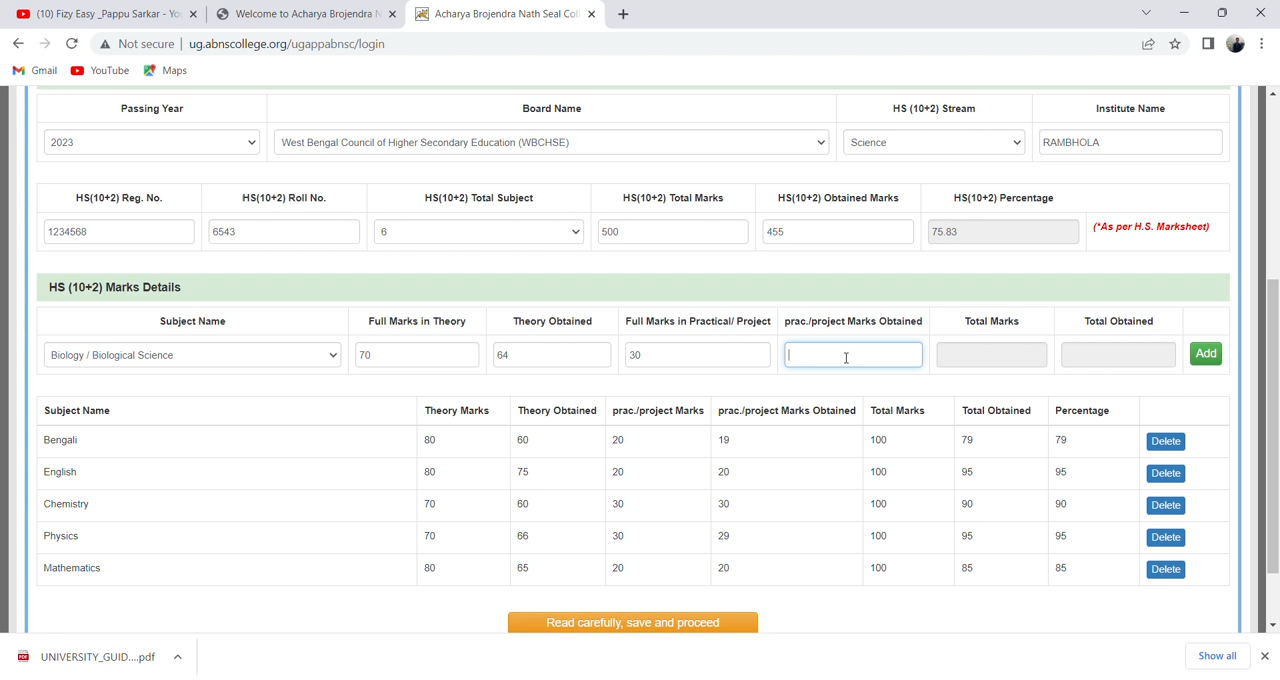 (10) Fizy Easy _Pappu Sarkar - Yo
Welcome to Acharya Brojendra N
Acharya Brojendra Nath Seal Coll
Not secure
ug.abnscollege.org/ugappabnsc/login
Gmail YouTube Maps
Passing Year Board Name HS (10+2) Stream Institute Name
2023 West Bengal Council of Higher Secondary Education (WBCHSE) Science RAMBHOLA
HS(10+2) Reg. No. HS(10+2) Roll No. HS(10+2) Total Subject HS(10+2) Total Marks HS(10+2) Obtained Marks HS(10+2) Percentage
1234568 6543 6 500 455 75.83 (*As per H.S. Marksheet)
HS (10+2) Marks Details
Subject Name Full Marks in Theory Theory Obtained Full Marks in Practical/ Project prac./project Marks Obtained Total Marks Total Obtained
Biology / Biological Science 70 64 30 Add
Subject Name Theory Marks Theory Obtained prac./project Marks prac./project Marks Obtained Total Marks Total Obtained Percentage
Bengali 80 60 20 19 100 79 79 Delete
English 80 75 20 20 100 95 95 Delete
Chemistry 70 60 30 30 100 90 90 Delete
Physics 70 66 30 29 100 95 95 Delete
Mathematics 80 65 20 20 100 85 85 Delete
Read carefully, save and proceed
UNIVERSITY_GUID....pdf Show all